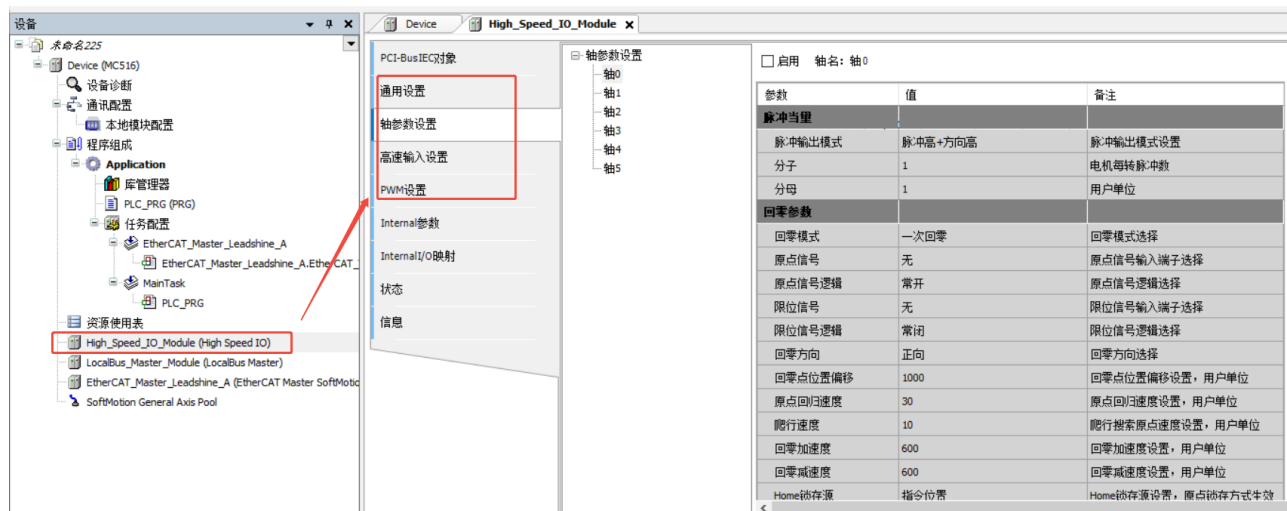 设备
未命名225
Device (MC516)
设备诊断
通讯配置
本地模块配置
程序组成
Application
库管理器
PLC_PRG (PRG)
任务配置
EtherCAT_Master_Leadshine_A
EtherCAT_Master_Leadshine_A.EtherCAT_
MainTask
PLC_PRG
资源使用表
High_Speed_IO_Module (High Speed IO)
LocalBus_Master_Module (LocalBus Master)
EtherCAT_Master_Leadshine_A (EtherCAT Master SoftMotio
SoftMotion General Axis Pool
Device
High_Speed_IO_Module
PCI-BusIEC对象
通用设置
轴参数设置
高速输入设置
PWM设置
Internal参数
InternalI/O映射
状态
信息
轴参数设置
轴0
轴1
轴2
轴3
轴4
轴5
启用 轴名：轴0
参数 值 备注
脉冲当里
脉冲输出模式 脉冲高+方向高 脉冲输出模式设置
分子 1 电机每转脉冲数
分母 1 用户单位
回零参数
回零模式 一次回零 回零模式选择
原点信号 无 原点信号输入端子选择
原点信号逻辑 常开 原点信号逻辑选择
限位信号 无 限位信号输入端子选择
限位信号逻辑 常闭 限位信号逻辑选择
回零方向 正向 回零方向选择
回零点位置偏移 1000 回零点位置偏移设置，用户单位
原点回归速度 30 原点回归速度设置，用户单位
爬行速度 10 爬行搜索原点速度设置，用户单位
回零加速度 600 回零加速度设置，用户单位
回零减速度 600 回零减速度设置，用户单位
Home锁存源 指令位置 Home锁存源设置，原点锁存方式生效